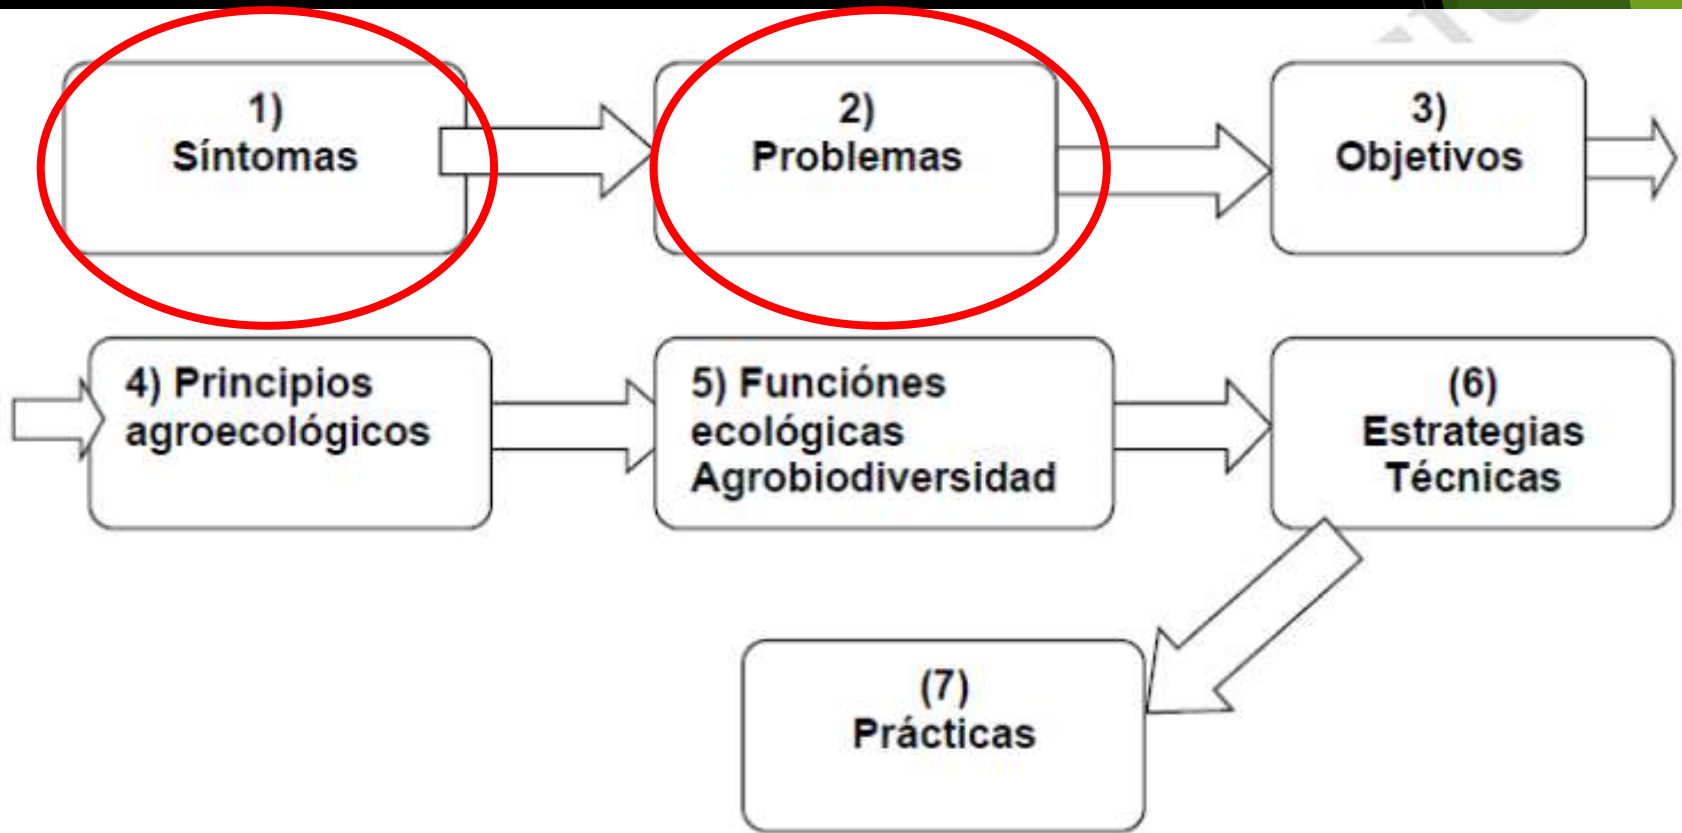 1)
Síntomas
2)
Problemas
3)
Objetivos
4) Principios
agroecológicos
5) Funciónes
ecológicas
Agrobiodiversidad
(6)
Estrategias
Técnicas
(7)
Prácticas